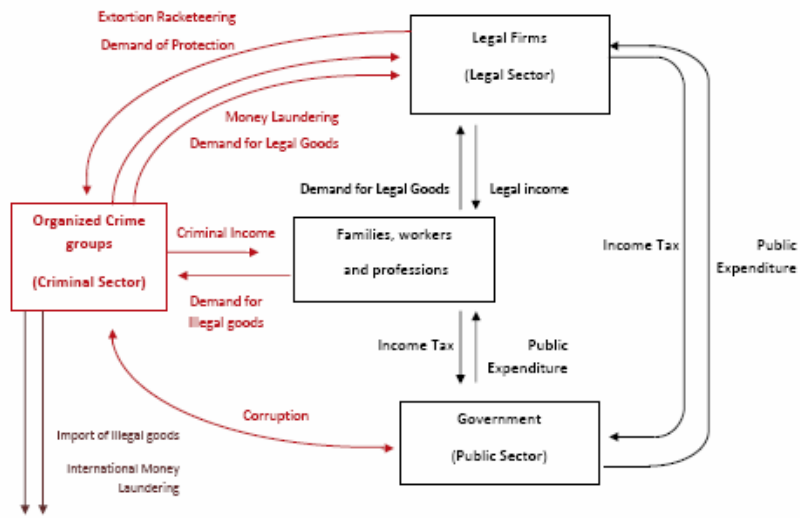 Extortion Racketeering
Demand of Protection
Legal Firms
(Legal Sector)
Money Laundering
Demand for Legal Goods
Demand for Legal Goods
Legal income
Organized Crime
groups
(Criminal Sector)
Criminal Income
Families, workers
and professions
Income Tax
Public
Expenditure
Demand for
Illegal goods
Income Tax
Public
Expenditure
Corruption
Government
(Public Sector)
Import of Illegal goods
International Money
Laundering